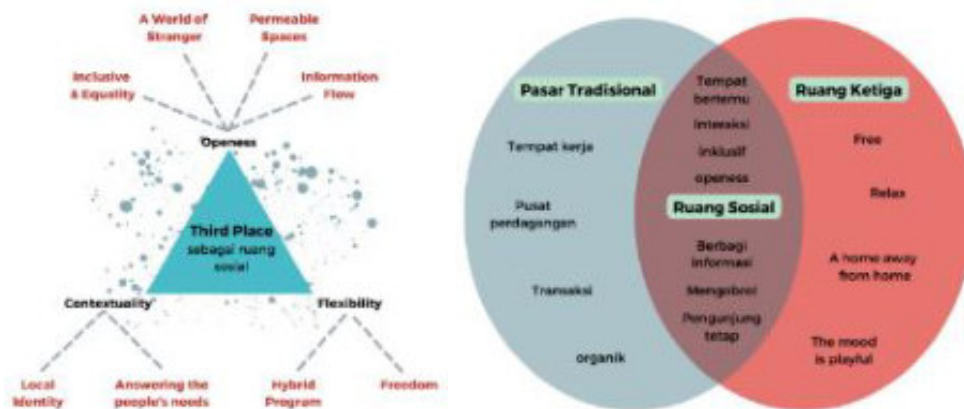 A World of
Stranger
Permeable
Spaces
Inclusive
& Equality
Information
Flow
Openess
Third Place
sebagai ruang
sosial
Contextuality
Flexibility
Local
Identity
Answering the
people's needs
Hybrid
Program
Freedom
Pasar Tradisional
Tempat kerja
Pusat
perdagangan
Transaksi
organik
Tempat
bertemu
Interaksi
inklusif
openess
Ruang Sosial
Berbagi
informasi
Mengobrol
Pengunjung
tetap
Ruang Ketiga
Free
Relax
A home away
from home
The mood
is playful